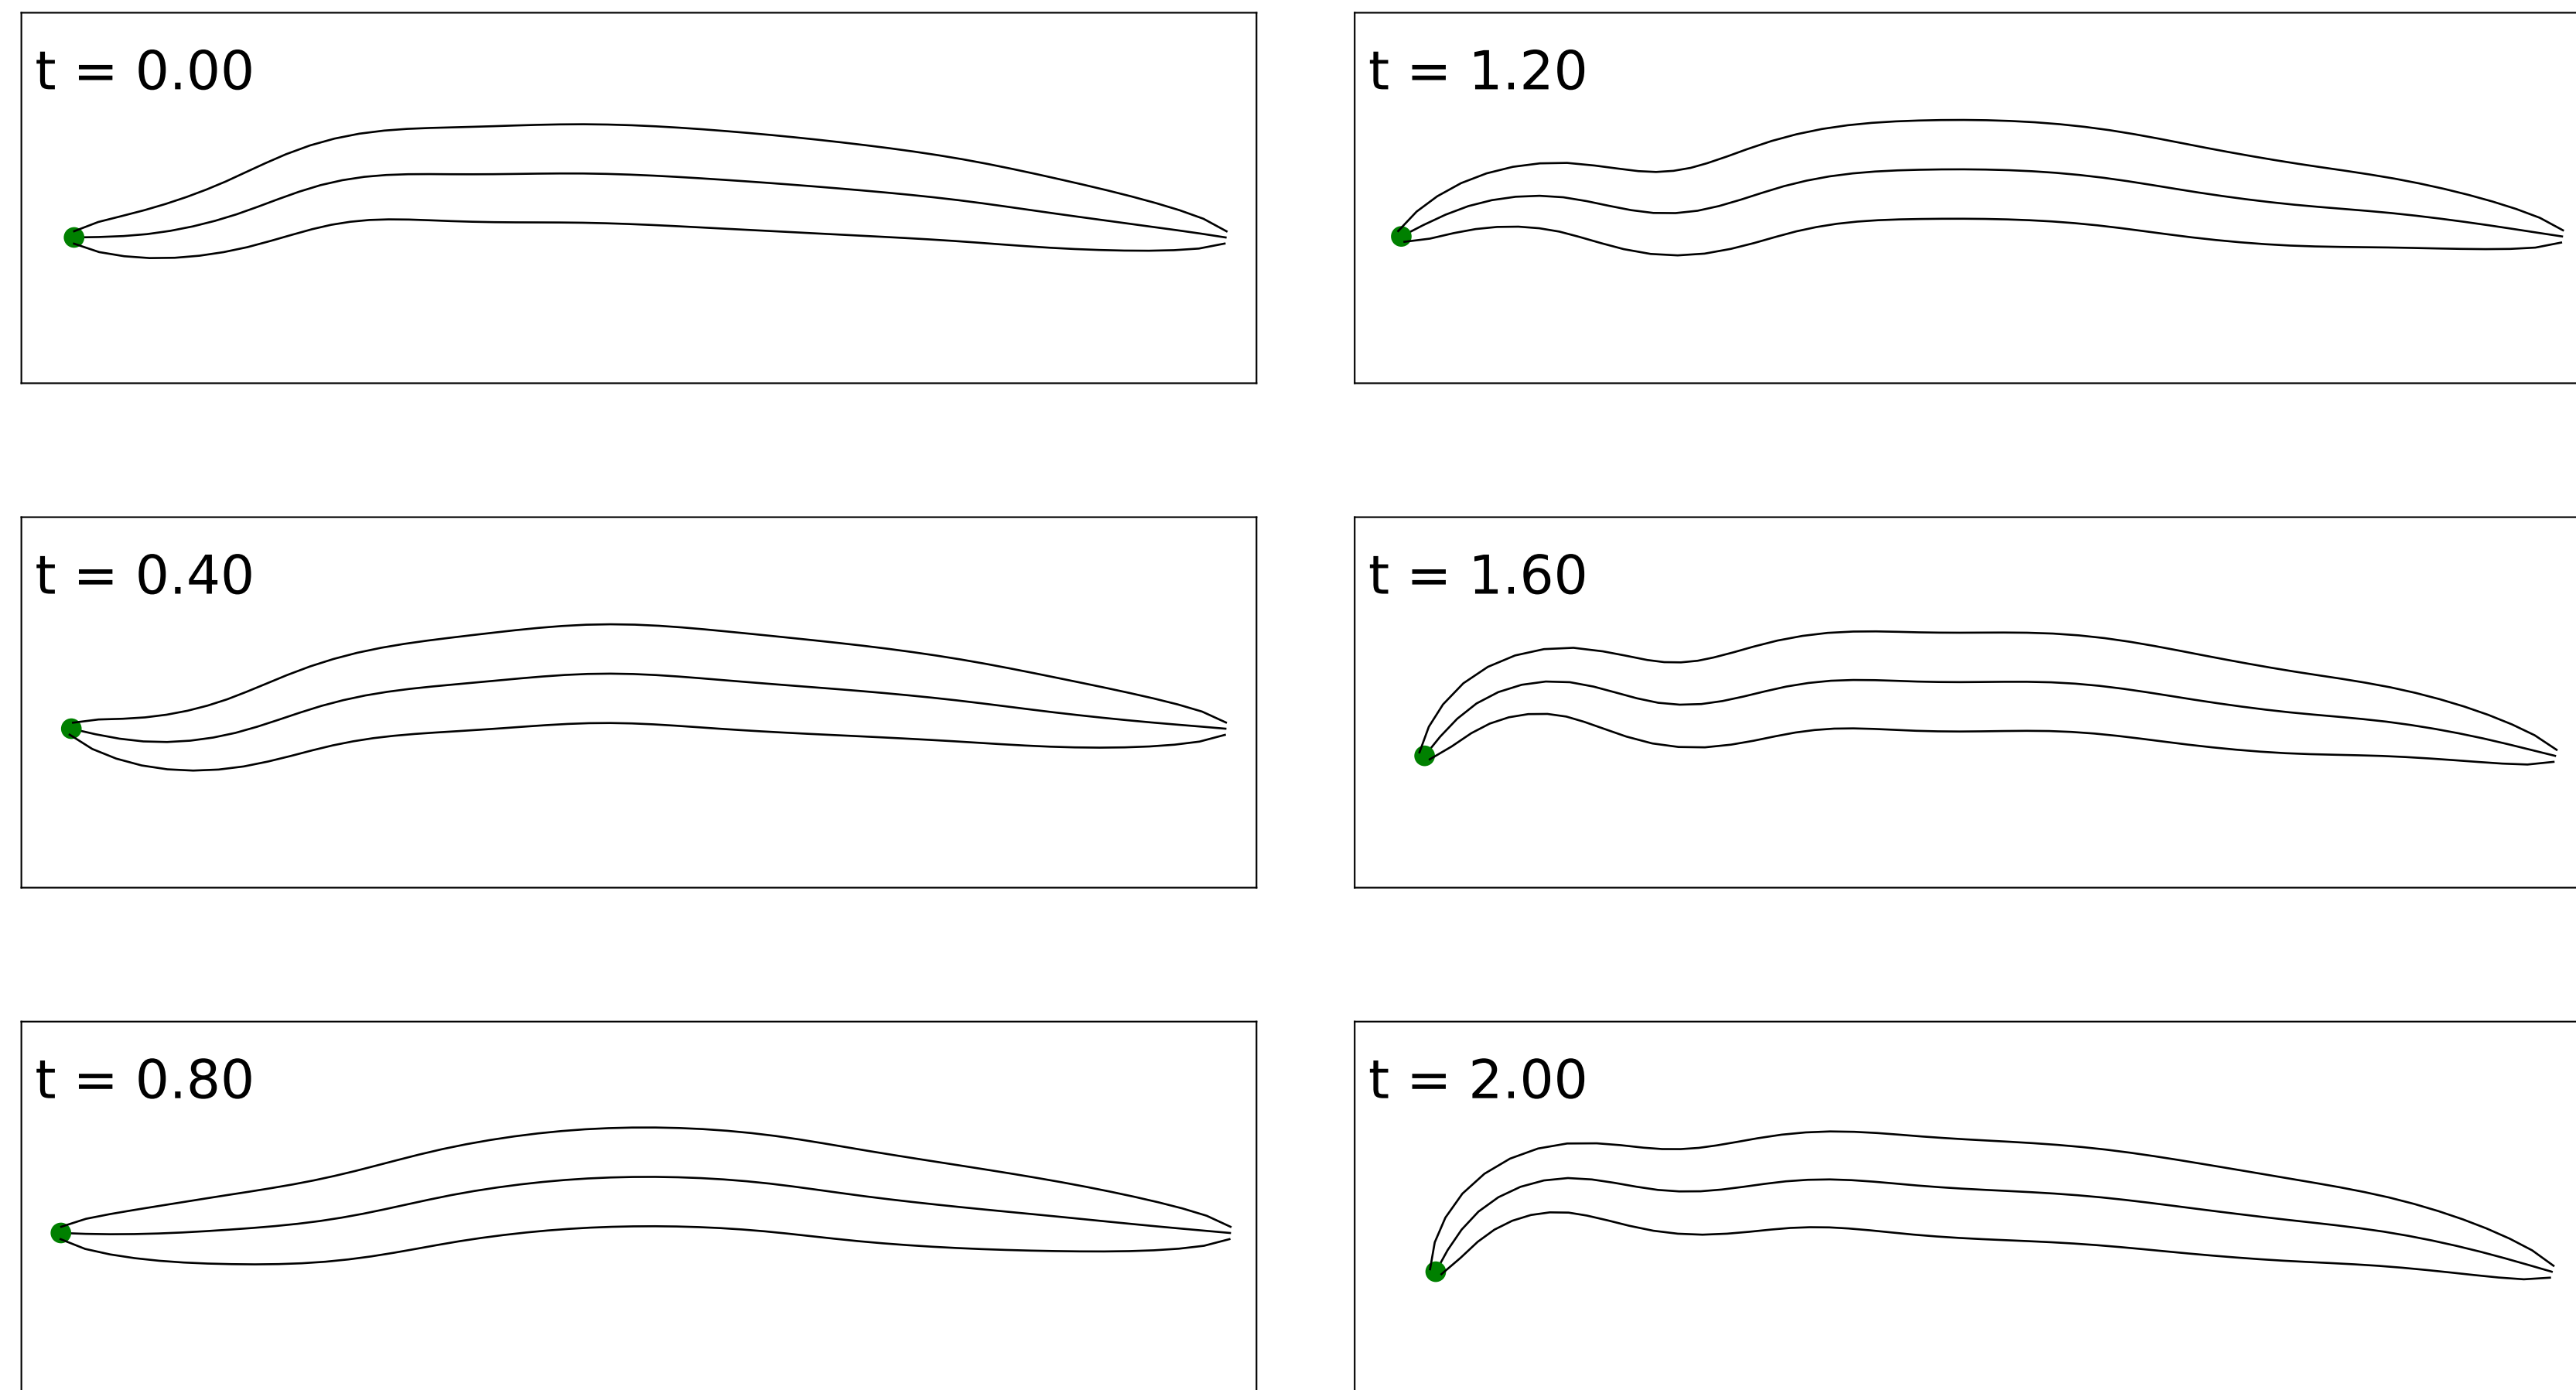 t = 0.00
t = 1.20
t = 0.40
t = 1.60
t = 0.80
t = 2.00